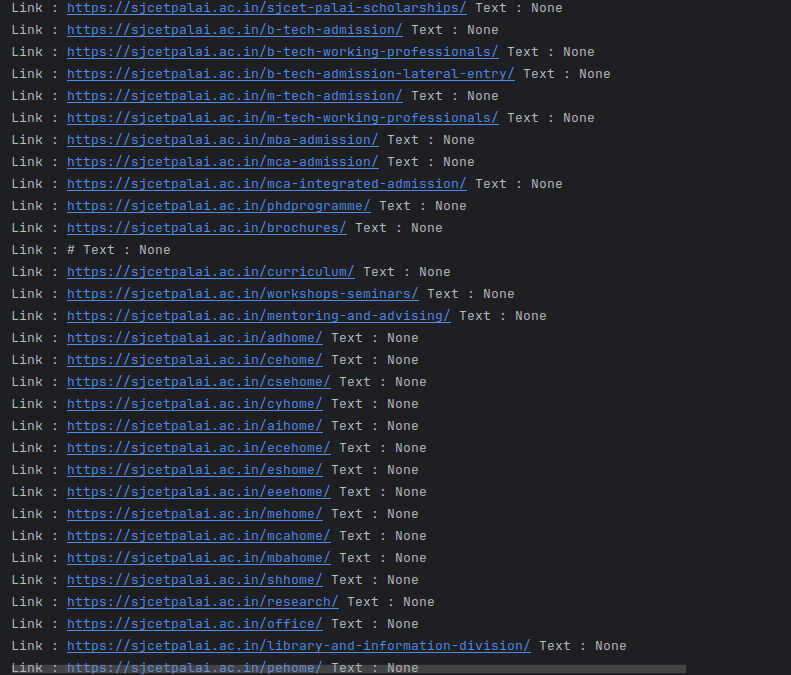 Link : https://sjcetpalai.ac.in/sjcet-palai-scholarships/ Text : None
Link : https://sjcetpalai.ac.in/b-tech-admission/ Text : None
Link : https://sjcetpalai.ac.in/b-tech-working-professionals/ Text : None
Link : https://sjcetpalai.ac.in/b-tech-admission-lateral-entry/ Text : None
Link : https://sjcetpalai.ac.in/m-tech-admission/ Text : None
Link : https://sjcetpalai.ac.in/m-tech-working-professionals/ Text : None
Link : https://sjcetpalai.ac.in/mba-admission/ Text : None
Link : https://sjcetpalai.ac.in/mca-admission/ Text : None
Link : https://sjcetpalai.ac.in/mca-integrated-admission/ Text : None
Link : https://sjcetpalai.ac.in/phdprogramme/ Text : None
Link : https://sjcetpalai.ac.in/brochures/ Text : None
Link : # Text : None
Link : https://sjcetpalai.ac.in/curriculum/ Text : None
Link : https://sjcetpalai.ac.in/workshops-seminars/ Text : None
Link : https://sjcetpalai.ac.in/mentoring-and-advising/ Text : None
Link : https://sjcetpalai.ac.in/adhome/ Text : None
Link : https://sjcetpalai.ac.in/cehome/ Text : None
Link : https://sjcetpalai.ac.in/csehome/ Text : None
Link : https://sjcetpalai.ac.in/cyhome/ Text : None
Link : https://sjcetpalai.ac.in/aihome/ Text : None
Link : https://sjcetpalai.ac.in/ecehome/ Text : None
Link : https://sjcetpalai.ac.in/eshome/ Text : None
Link : https://sjcetpalai.ac.in/eeehome/ Text : None
Link : https://sjcetpalai.ac.in/mehome/ Text : None
Link : https://sjcetpalai.ac.in/mcahome/ Text : None
Link : https://sjcetpalai.ac.in/mbahome/ Text : None
Link : https://sjcetpalai.ac.in/shhome/ Text : None
Link : https://sjcetpalai.ac.in/research/ Text : None
Link : https://sjcetpalai.ac.in/office/ Text : None
Link : https://sjcetpalai.ac.in/library-and-information-division/ Text : None
Link : https://sjcetpalai.ac.in/pehome/ Text : None